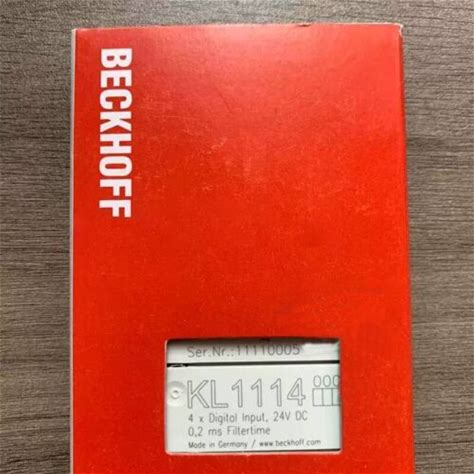 BECKHOFF
Ser.Nr.:11110005
KL1114 000
4 x Digital Input, 24V DC
0,2 ms Filtertime
Made in Germany / www.beckhoff.com